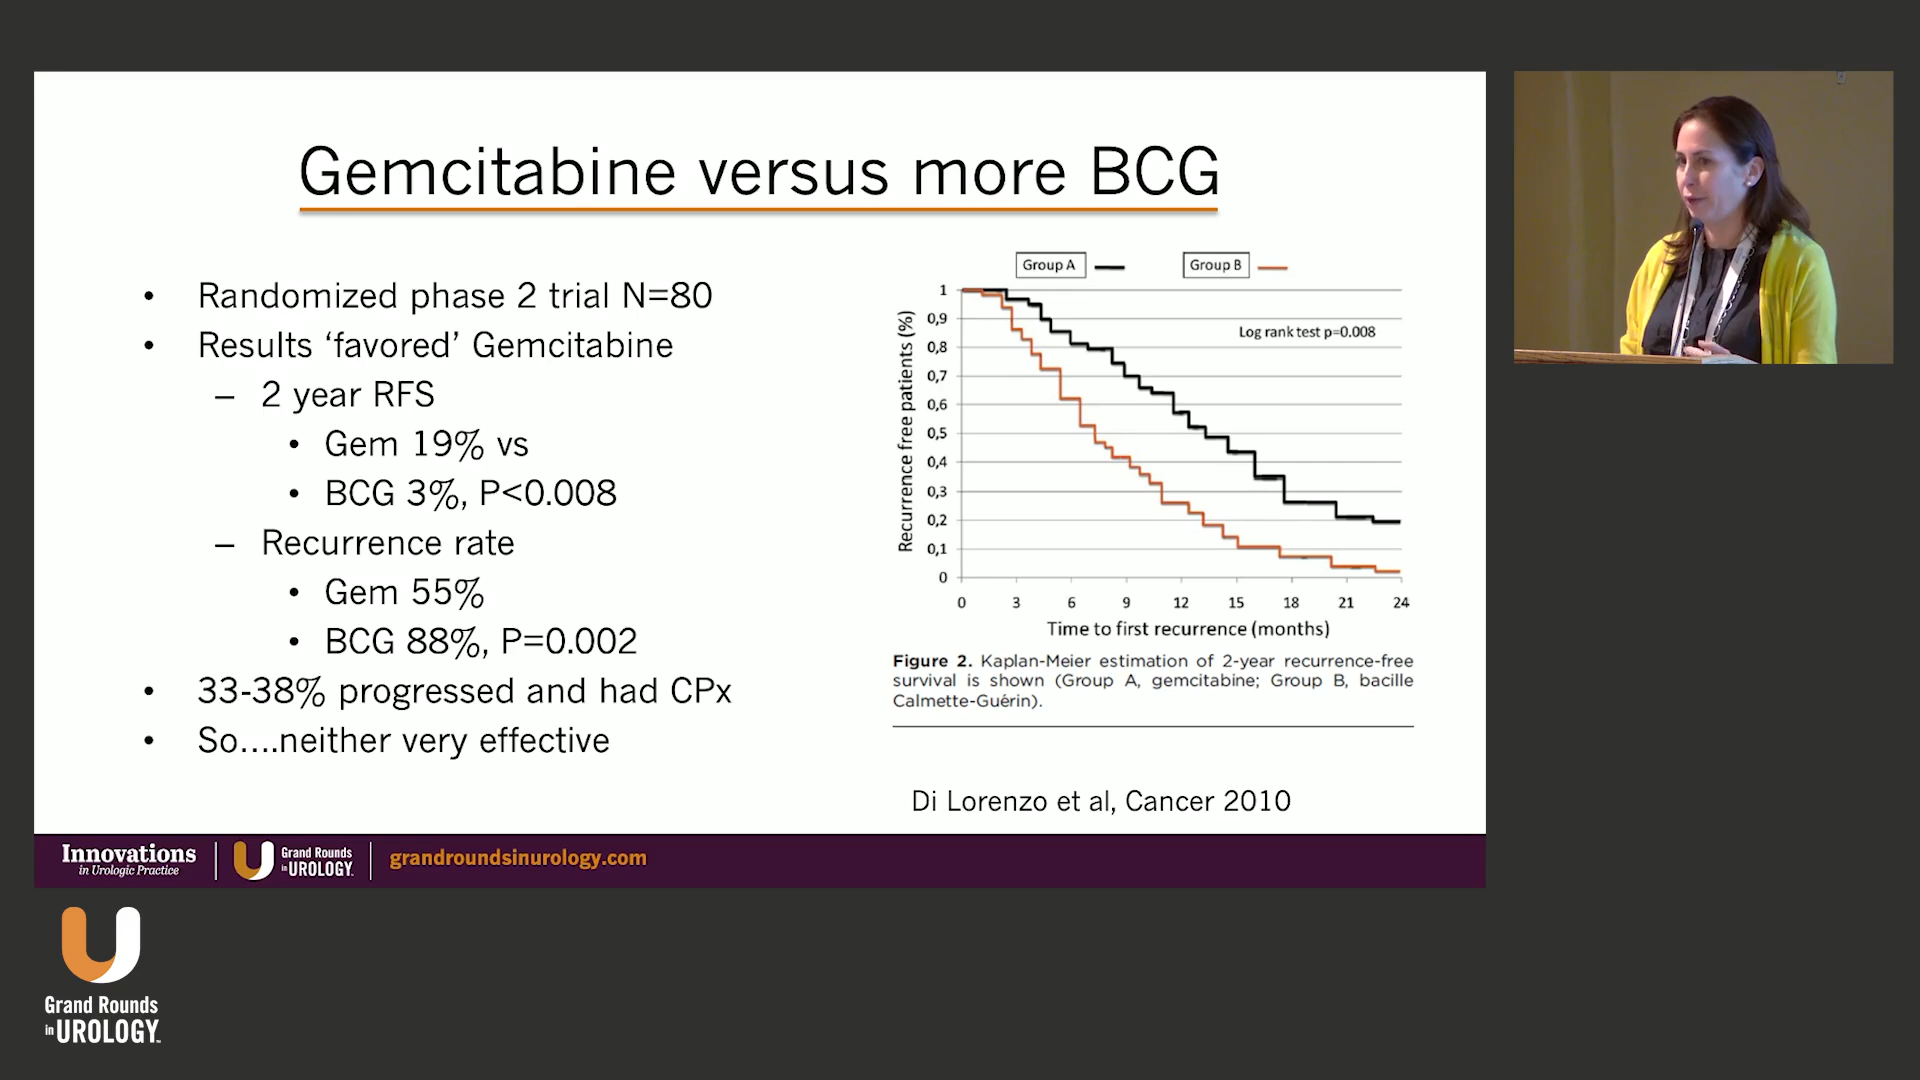 Gemcitabine versus more BCG
• Randomized phase 2 trial N=80
• Results ‘favored’ Gemcitabine
– 2 year RFS
• Gem 19% vs
• BCG 3%, P<0.008
– Recurrence rate
• Gem 55%
• BCG 88%, P=0.002
• 33-38% progressed and had CPx
• So....neither very effective
Group A
Group B
Log rank test p=0.008
Recurrence free patients (%)
1
0,9
0,8
0,7
0,6
0,5
0,4
0,3
0,2
0,1
0
0 3 6 9 12 15 18 21 24
Time to first recurrence (months)
Figure 2. Kaplan-Meier estimation of 2-year recurrence-free
survival is shown (Group A, gemcitabine; Group B, bacille
Calmette-Guérin).
Di Lorenzo et al, Cancer 2010
Innovations
in Urologic Practice
Grand Rounds
in UROLOGY.
grandroundsinurology.com
Grand Rounds
in UROLOGY™